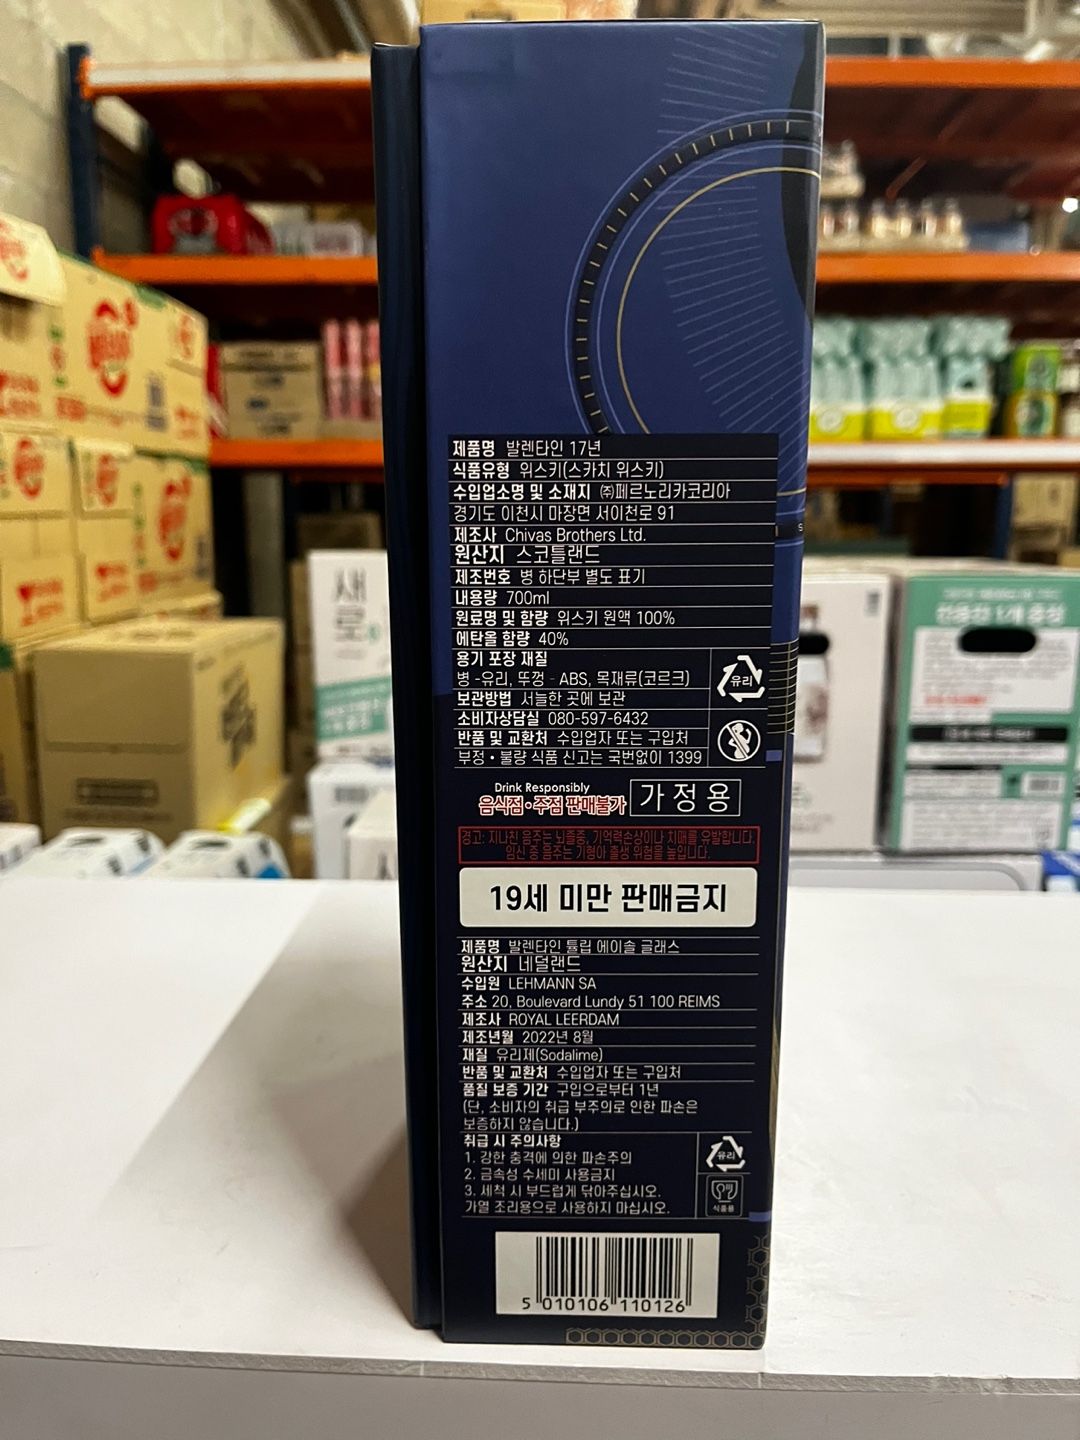 제품명 발렌타인 17년
식품유형 위스키(스카치 위스키)
수입업소명 및 소재지 ㈜페르노리카코리아
경기도 이천시 마장면 서이천로 91
제조사 Chivas Brothers Ltd.
원산지 스코틀랜드
제조번호 병 하단부 별도 표기
내용량 700ml
원료명 및 함량 위스키 원액 100%
에탄올 함량 40%
용기 포장 재질
병 -유리, 뚜껑 - ABS, 목재류(코르크)
유리
보관방법 서늘한 곳에 보관
소비자상담실 080-597-6432
반품 및 교환처 수입업자 또는 구입처
부정•불량 식품 신고는 국번없이 1399
Drink Responsibly
음식점•주점 판매불가 가정용
경고: 지나친 음주는 뇌졸중, 기억력손상이나 치매를 유발합니다.
임신 중 음주는 기형아 출생 위험을 높입니다.
19세 미만 판매금지
제품명 발렌타인 튤립 에이솔 글래스
원산지 네덜랜드
수입원 LEHMANN SA
주소 20, Boulevard Lundy 51 100 REIMS
제조사 ROYAL LEERDAM
제조년월 2022년 8월
재질 유리제(Sodalime)
반품 및 교환처 수입업자 또는 구입처
품질 보증 기간 구입으로부터 1년
(단, 소비자의 취급 부주의로 인한 파손은
보증하지 않습니다.)
취급 시 주의사항
1. 강한 충격에 의한 파손주의
2. 금속성 수세미 사용금지
3. 세척 시 부드럽게 닦아주십시오.
가열 조리용으로 사용하지 마십시오.
유리
식품용
5 010106 110126
새로